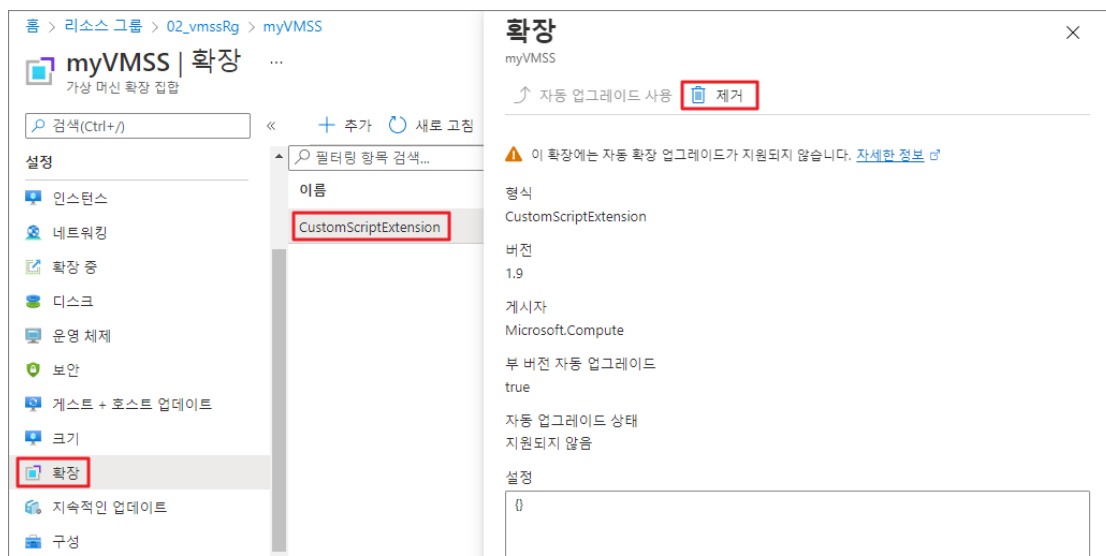 홈 > 리소스 그룹 > 02_vmssRg > myVMSS
myVMSS | 확장 ...
가상 머신 확장 집합
검색(Ctrl+/)
«
설정
인스턴스
네트워킹
확장 중
디스크
운영 체제
보안
게스트 + 호스트 업데이트
크기
확장
지속적인 업데이트
구성
+ 추가 새로 고침
필터링 항목 검색...
이름
CustomScriptExtension
확장
myVMSS
자동 업그레이드 사용 제거
이 확장에는 자동 확장 업그레이드가 지원되지 않습니다. 자세한 정보
형식
CustomScriptExtension
버전
1.9
게시자
Microsoft.Compute
부 버전 자동 업그레이드
true
자동 업그레이드 상태
지원되지 않음
설정
{}